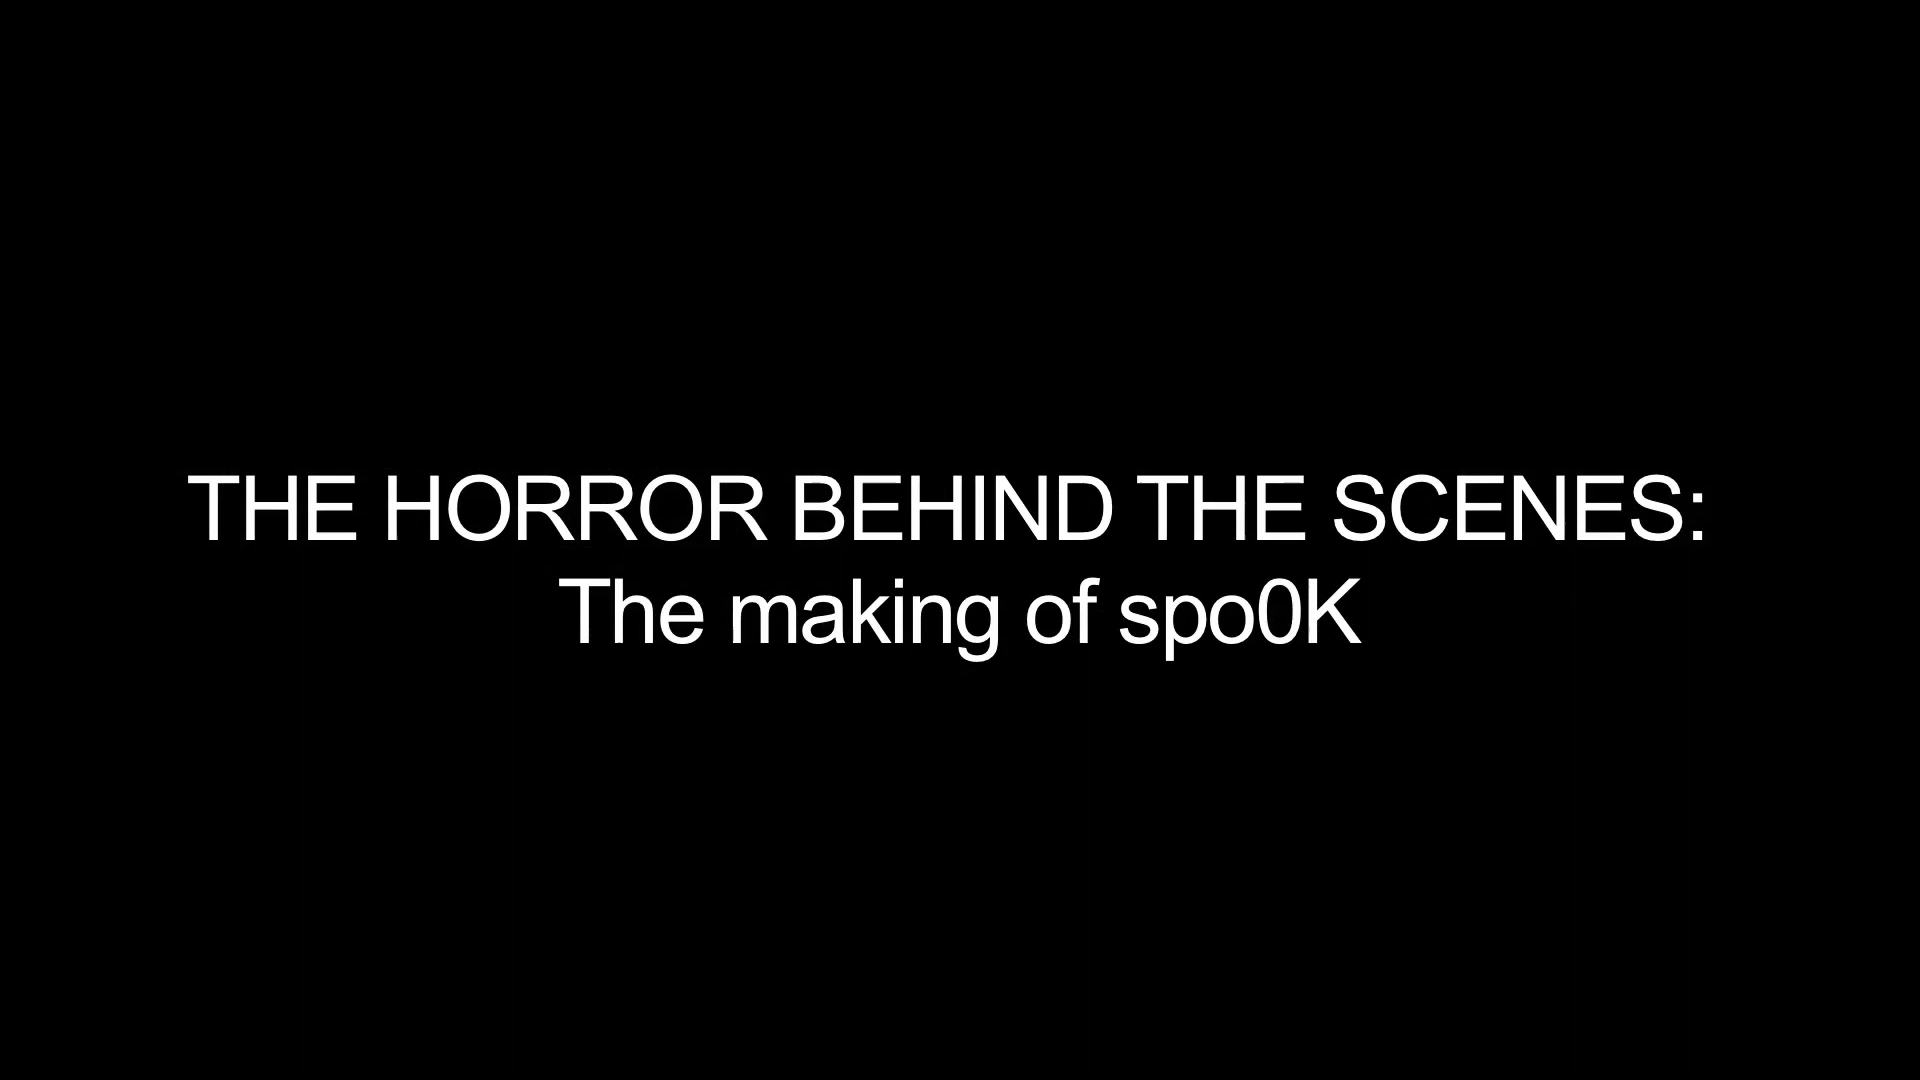 THE HORROR BEHIND THE SCENES:
The making of spo0K